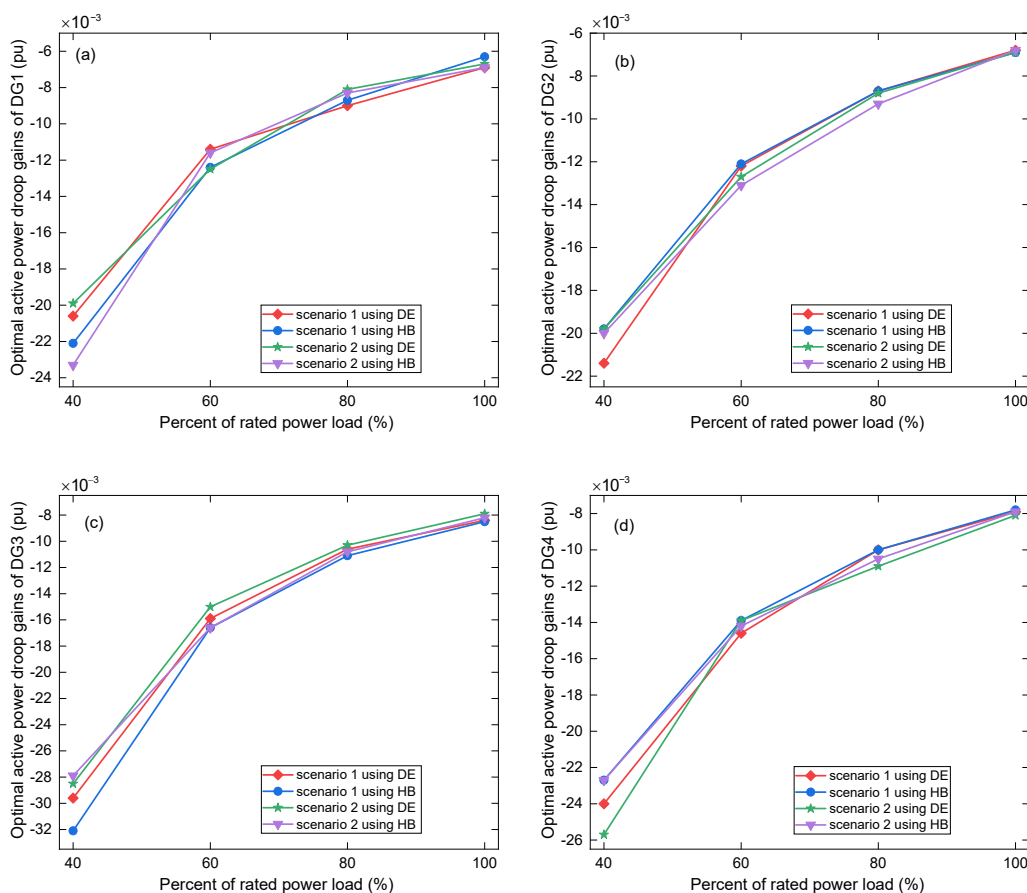 ×10⁻³
(a)
Optimal active power droop gains of DG1 (pu)
-6
-8
-10
-12
-14
-16
-18
-20
-22
-24
scenario 1 using DE
scenario 1 using HB
scenario 2 using DE
scenario 2 using HB
40 60 80 100
Percent of rated power load (%)
×10⁻³
(b)
Optimal active power droop gains of DG2 (pu)
-6
-8
-10
-12
-14
-16
-18
-20
-22
scenario 1 using DE
scenario 1 using HB
scenario 2 using DE
scenario 2 using HB
40 60 80 100
Percent of rated power load (%)
×10⁻³
(c)
Optimal active power droop gains of DG3 (pu)
-8
-10
-12
-14
-16
-18
-20
-22
-24
-26
-28
-30
-32
scenario 1 using DE
scenario 1 using HB
scenario 2 using DE
scenario 2 using HB
40 60 80 100
Percent of rated power load (%)
×10⁻³
(d)
Optimal active power droop gains of DG4 (pu)
-8
-10
-12
-14
-16
-18
-20
-22
-24
-26
scenario 1 using DE
scenario 1 using HB
scenario 2 using DE
scenario 2 using HB
40 60 80 100
Percent of rated power load (%)